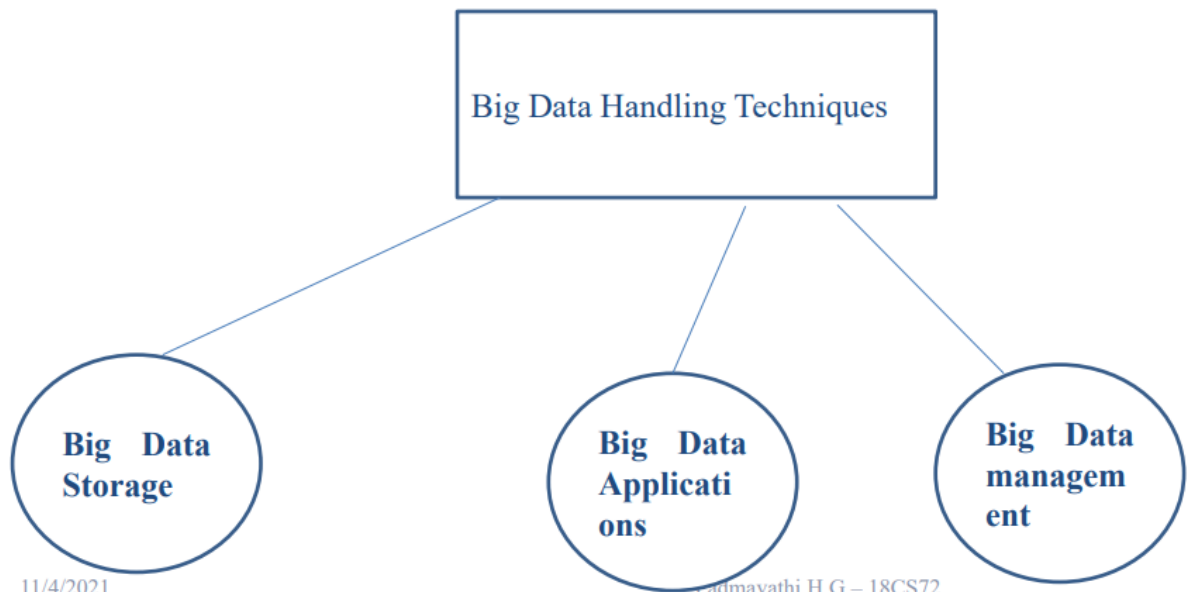 Big Data Handling Techniques
Big Data
Storage
Big Data
Applicati
ons
Big Data
managem
ent
11/4/2021
admavathi H G – 18CS72